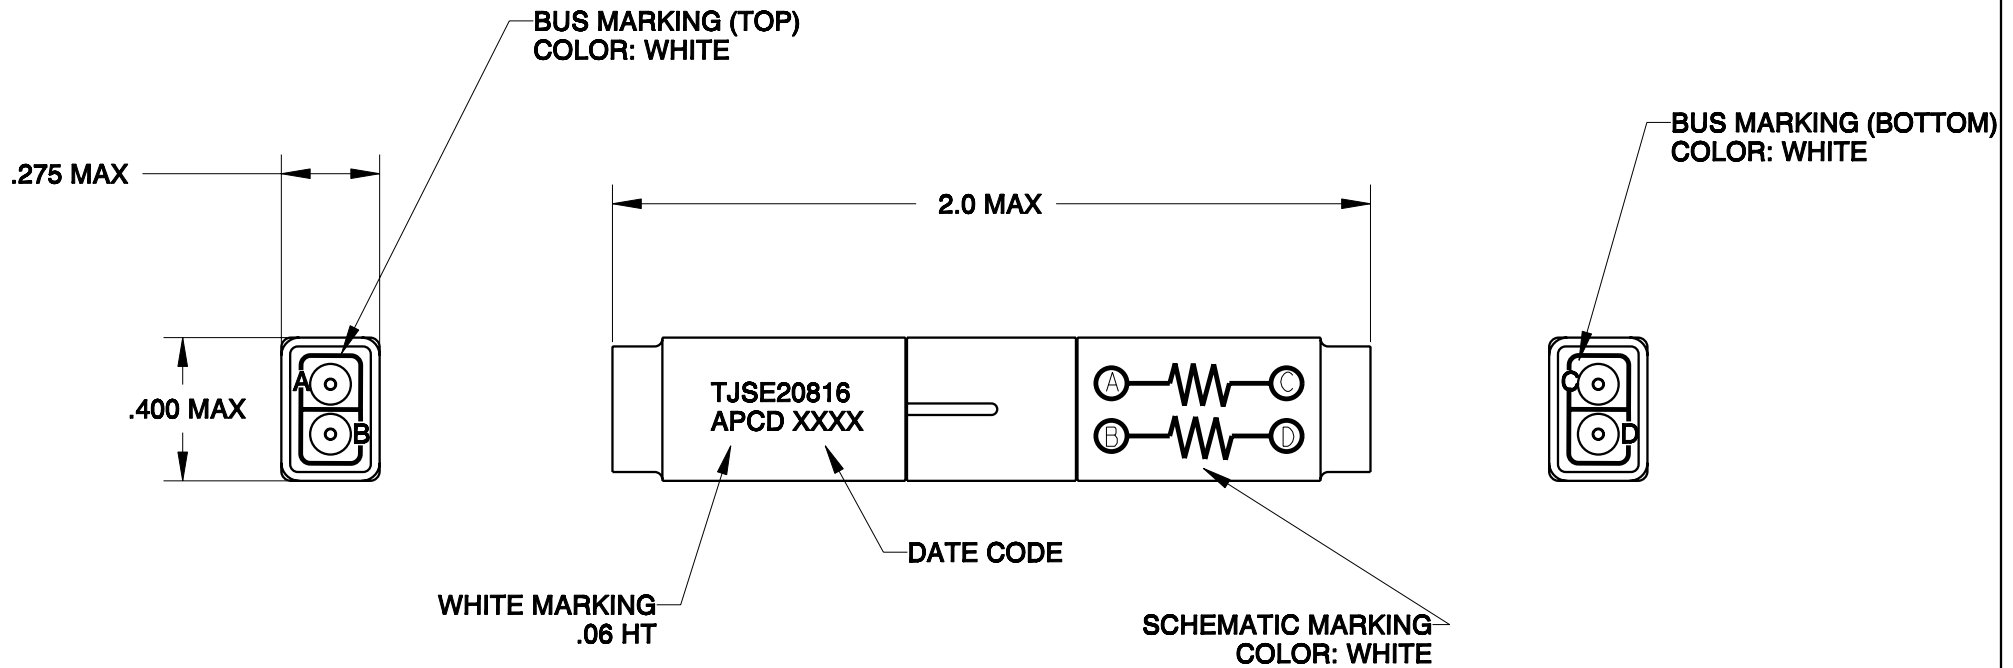 BUS MARKING (TOP)
COLOR: WHITE
BUS MARKING (BOTTOM)
COLOR: WHITE
.275 MAX
2.0 MAX
.400 MAX
A
B
TJSE20816
APCD XXXX
A
C
B
D
C
D
DATE CODE
WHITE MARKING
.06 HT
SCHEMATIC MARKING
COLOR: WHITE